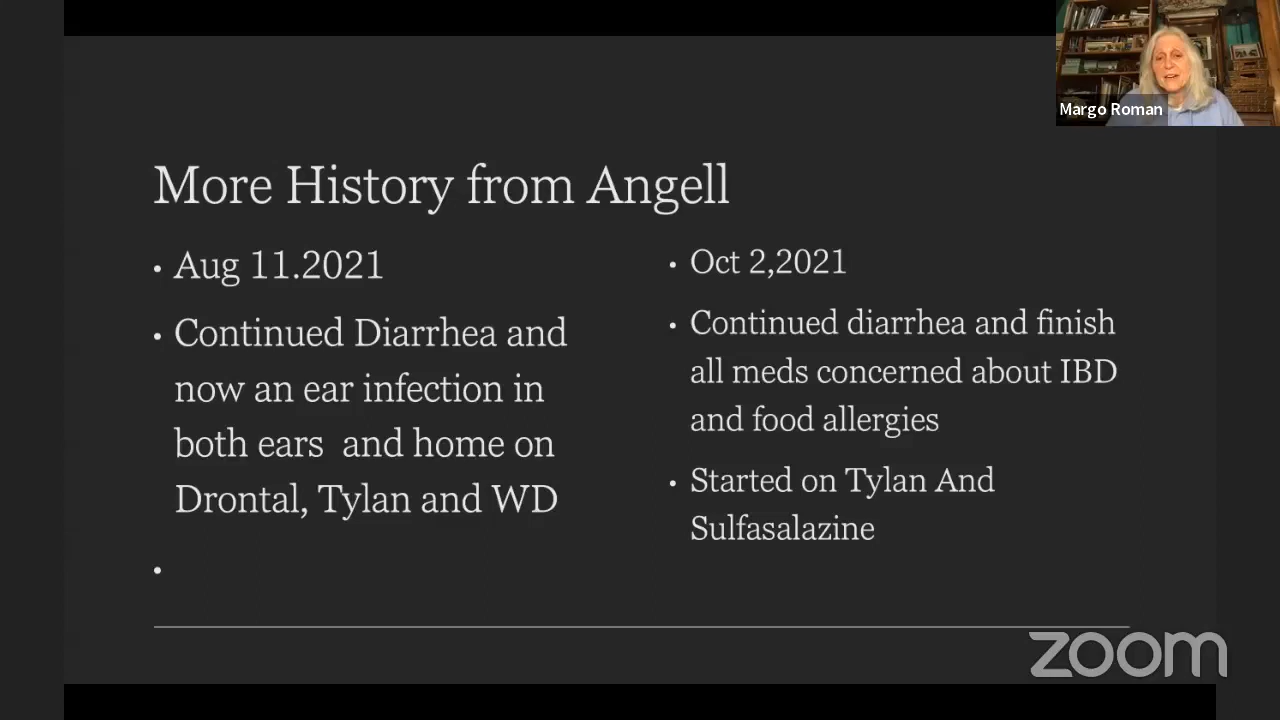 Margo Roman
More History from Angell
• Aug 11.2021
• Continued Diarrhea and
now an ear infection in
both ears  and home on
Drontal, Tylan and WD
•
• Oct 2,2021
• Continued diarrhea and finish
all meds concerned about IBD
and food allergies
• Started on Tylan And
Sulfasalazine
zoom